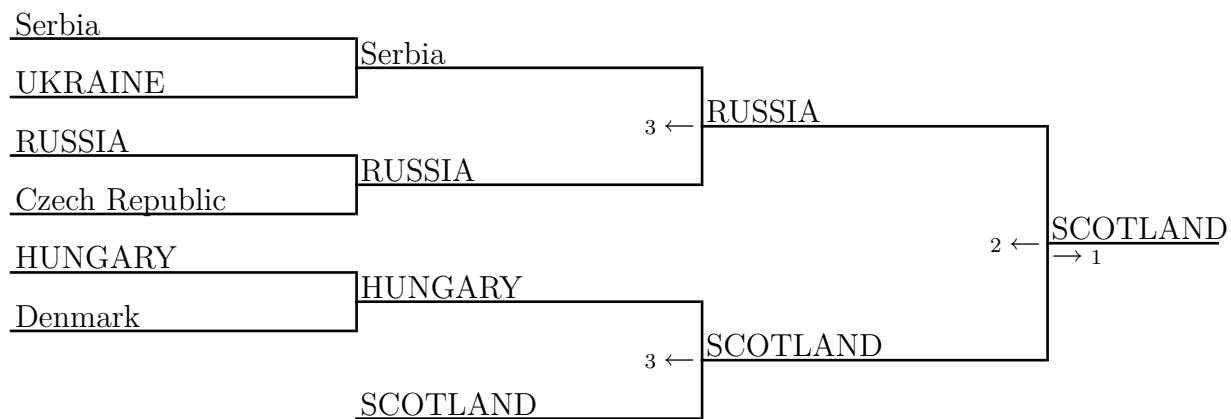 Serbia
Serbia
UKRAINE
RUSSIA
3 ←
RUSSIA
RUSSIA
Czech Republic
SCOTLAND
2 ←
→ 1
HUNGARY
HUNGARY
Denmark
SCOTLAND
3 ←
SCOTLAND